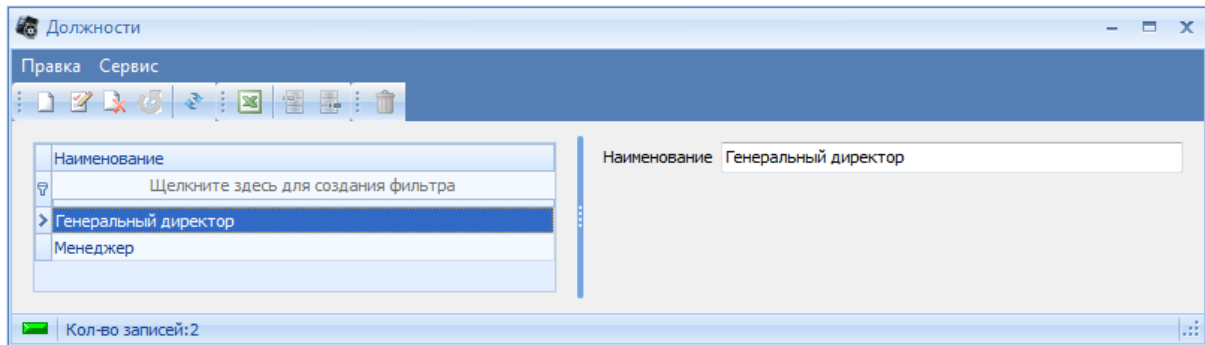 Должности
Правка Сервис
Наименование
Щелкните здесь для создания фильтра
Генеральный директор
Менеджер
Наименование Генеральный директор
Кол-во записей:2